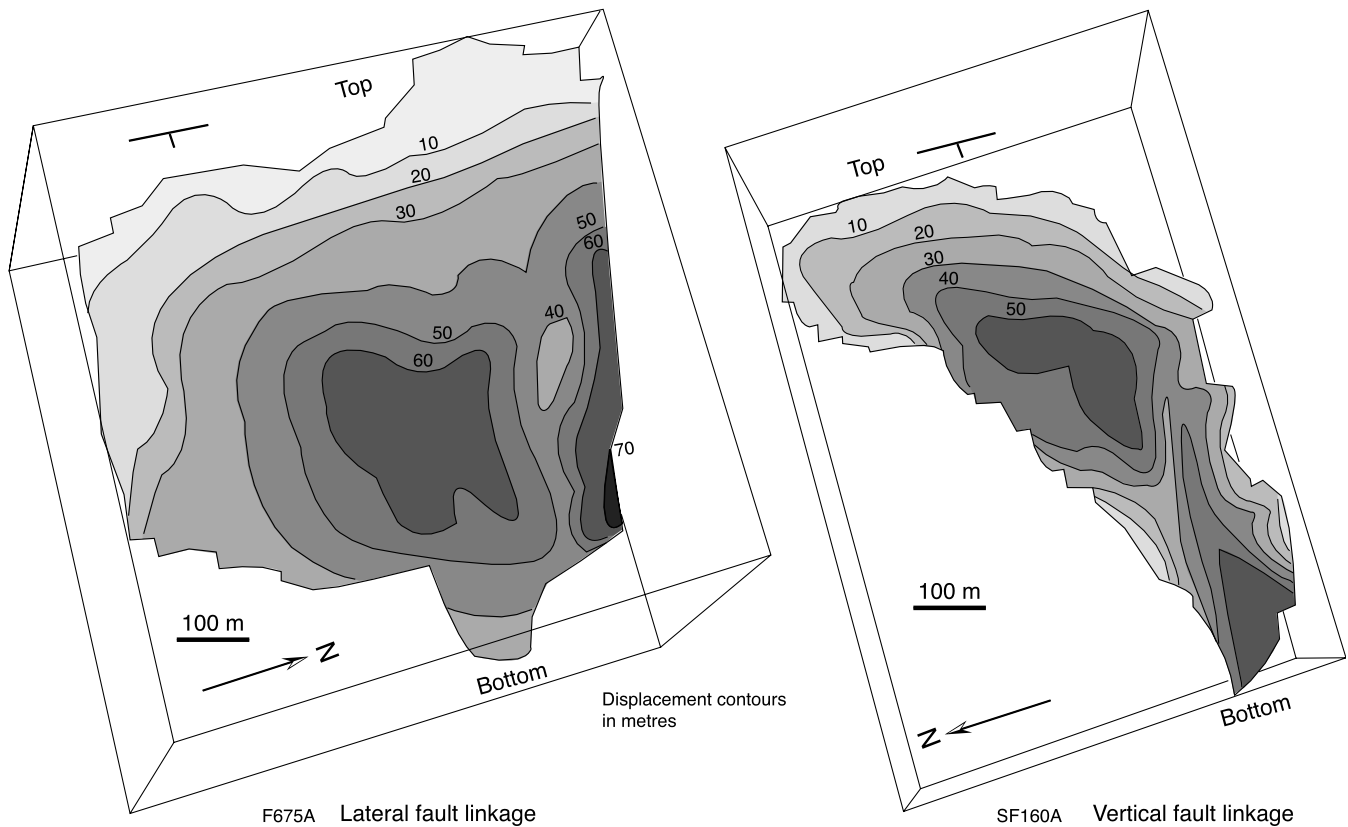 Top
10
20
30
50
60
40
50
60
70
100 m
N
Bottom
Displacement contours
in metres
F675A Lateral fault linkage
Top
10
20
30
40
50
100 m
N
Bottom
SF160A Vertical fault linkage